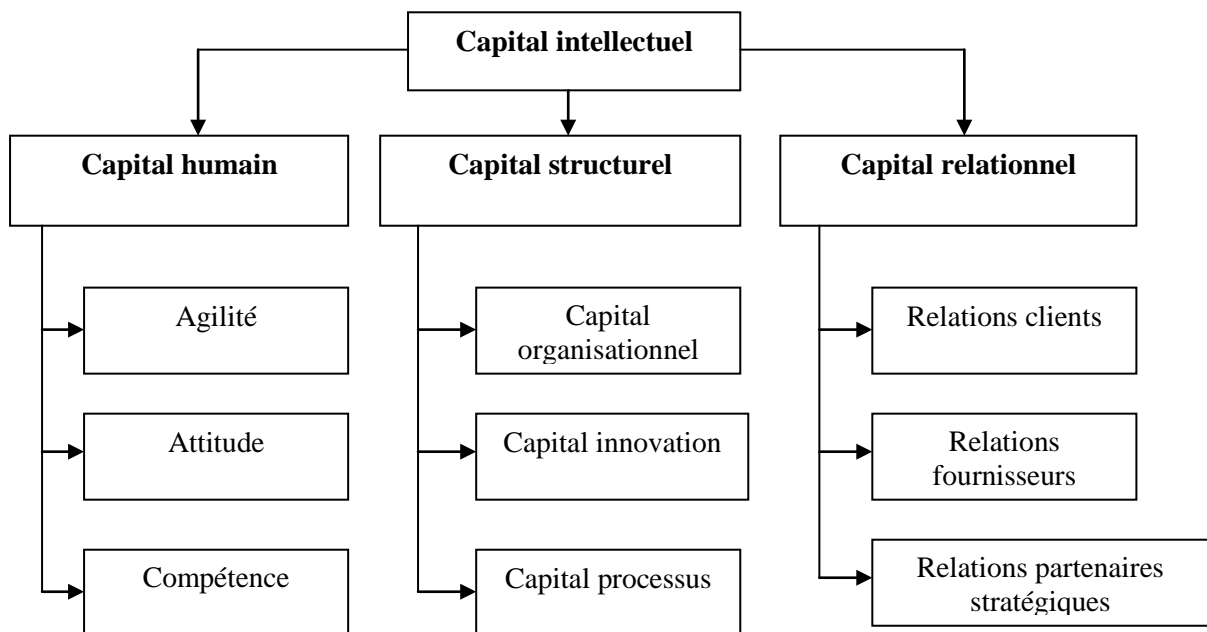 Capital intellectuel
Capital humain
Capital structurel
Capital relationnel
Agilité
Capital
organisationnel
Relations clients
Attitude
Capital innovation
Relations
fournisseurs
Compétence
Capital processus
Relations partenaires
stratégiques